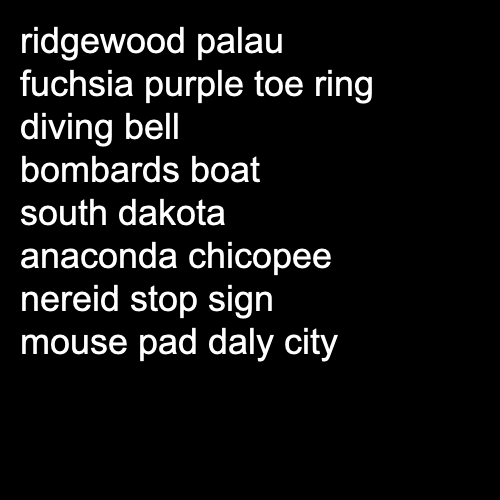 ridgewood palau
fuchsia purple toe ring
diving bell
bombards boat
south dakota
anaconda chicopee
nereid stop sign
mouse pad daly city